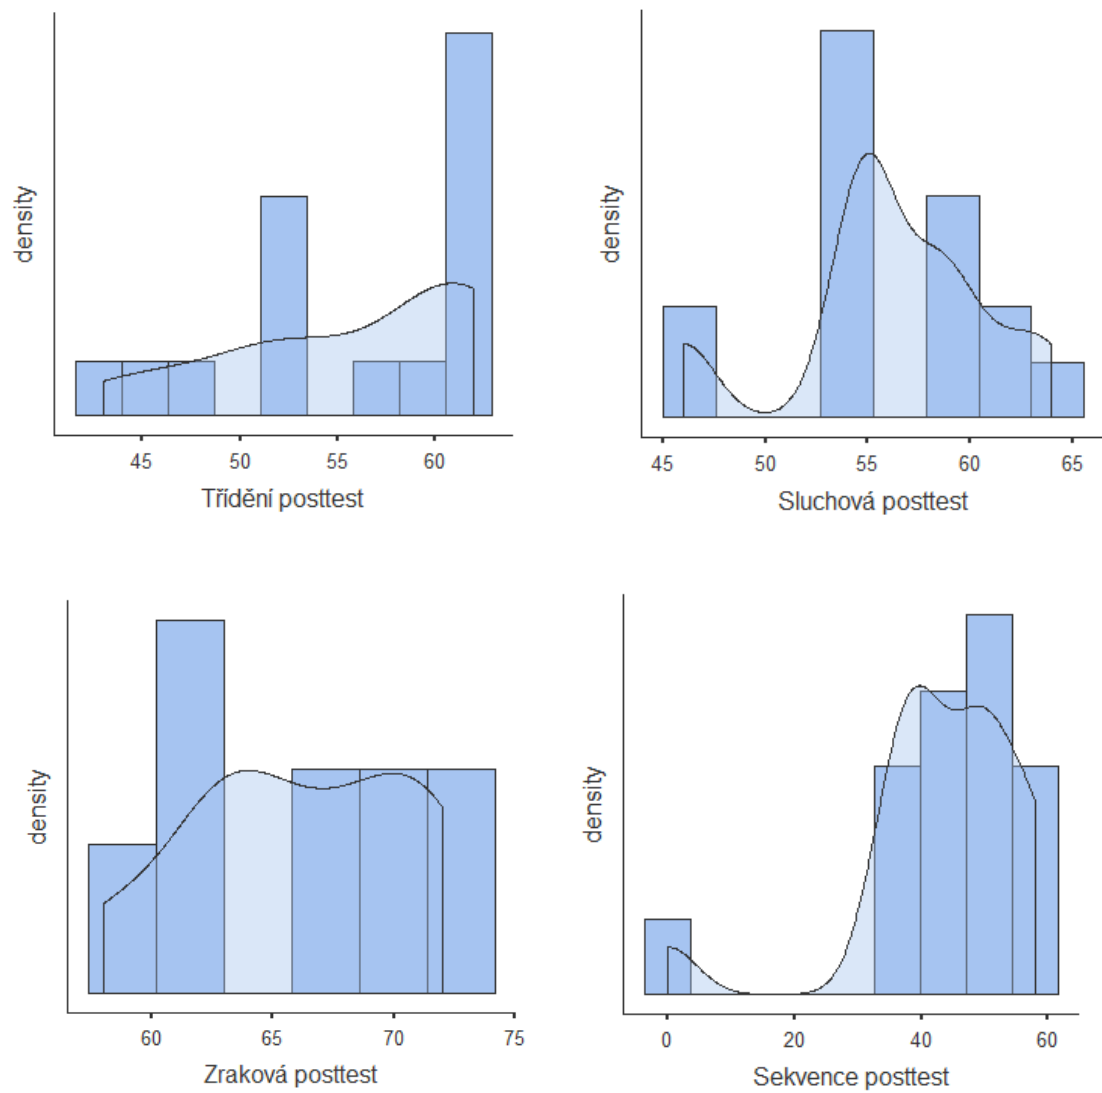 density
45 50 55 60
Třídění posttest
density
45 50 55 60 65
Sluchová posttest
density
60 65 70 75
Zraková posttest
density
0 20 40 60
Sekvence posttest